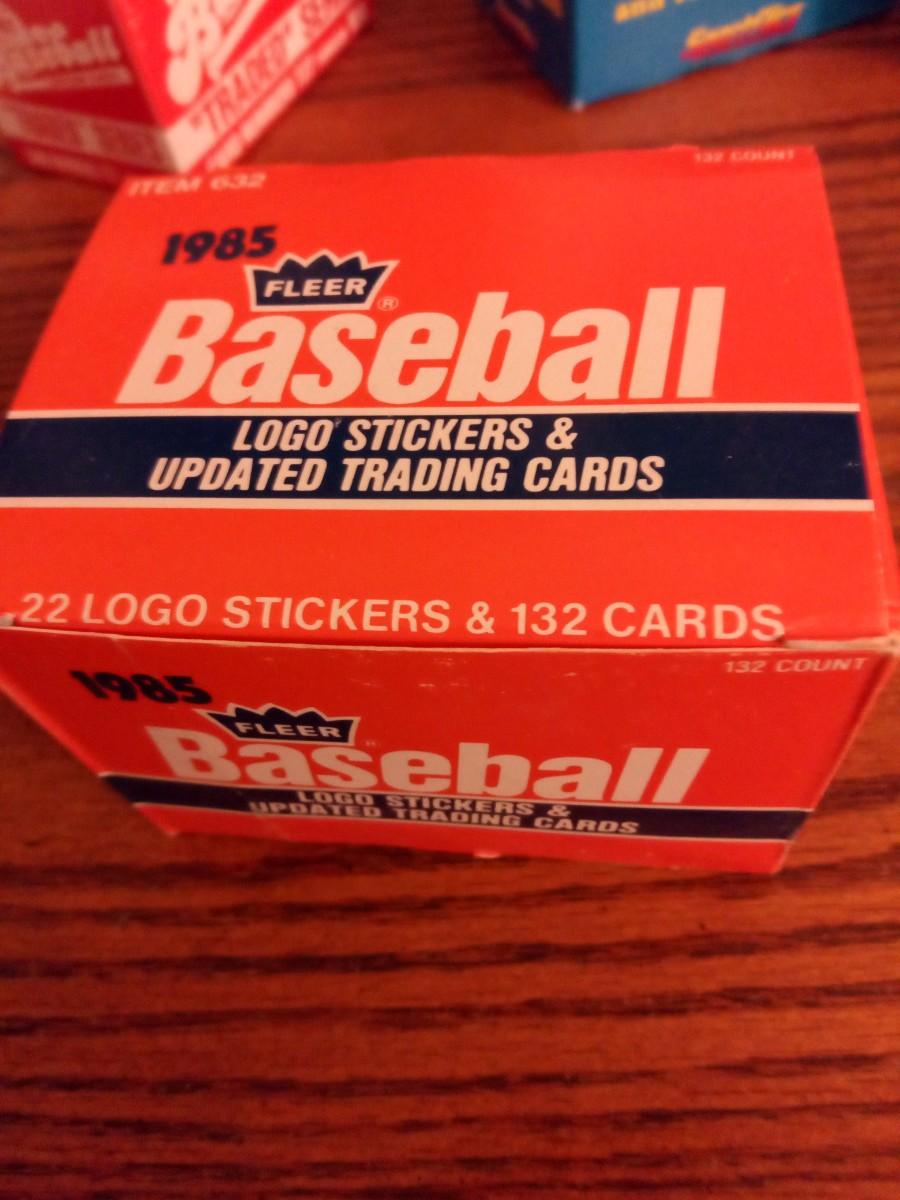 Baseball
"TRADED"
ITEM 632
132 COUNT
1985
FLEER®
Baseball
LOGO STICKERS &
UPDATED TRADING CARDS
22 LOGO STICKERS & 132 CARDS
132 COUNT
1985
FLEER
Baseball
LOGO STICKERS &
UPDATED TRADING CARDS